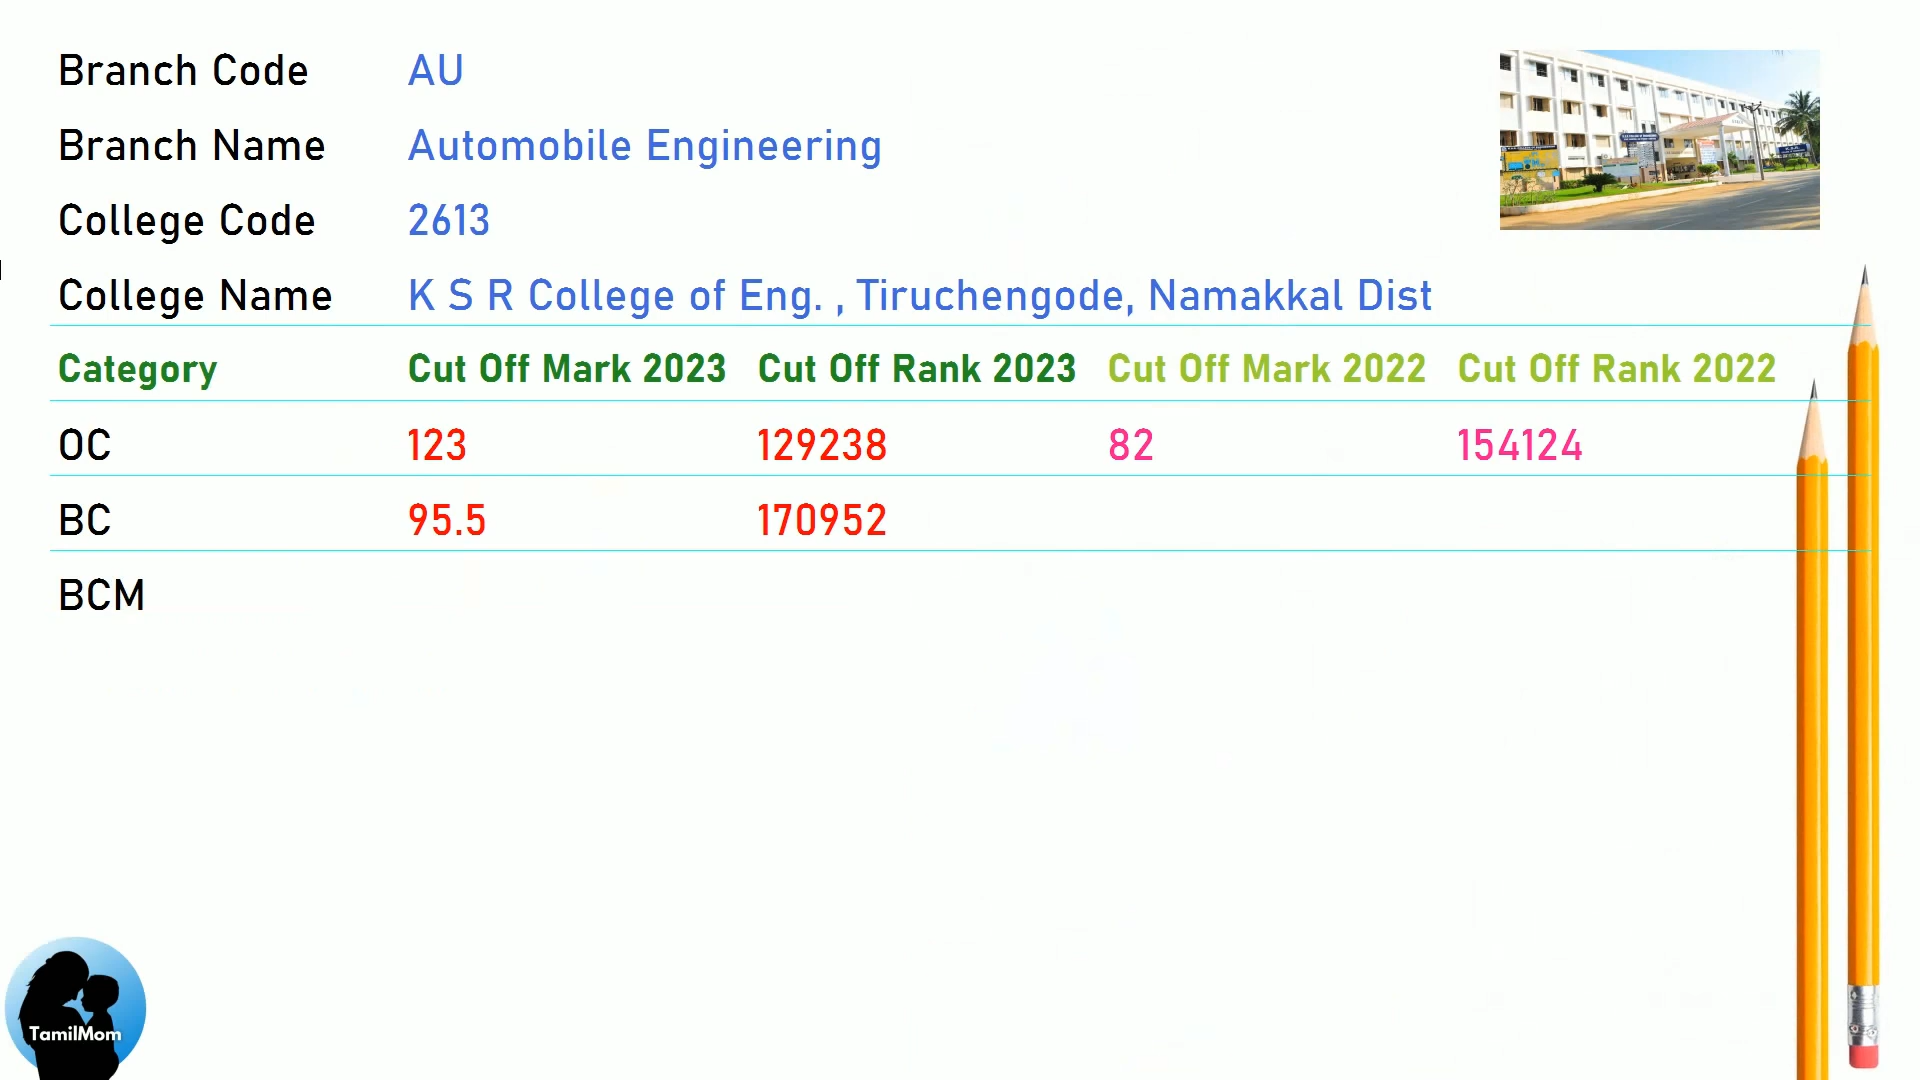 Branch Code AU
Branch Name Automobile Engineering
College Code 2613
College Name K S R College of Eng. , Tiruchengode, Namakkal Dist
Category Cut Off Mark 2023 Cut Off Rank 2023 Cut Off Mark 2022 Cut Off Rank 2022
OC 123 129238 82 154124
BC 95.5 170952
BCM
TamilMom